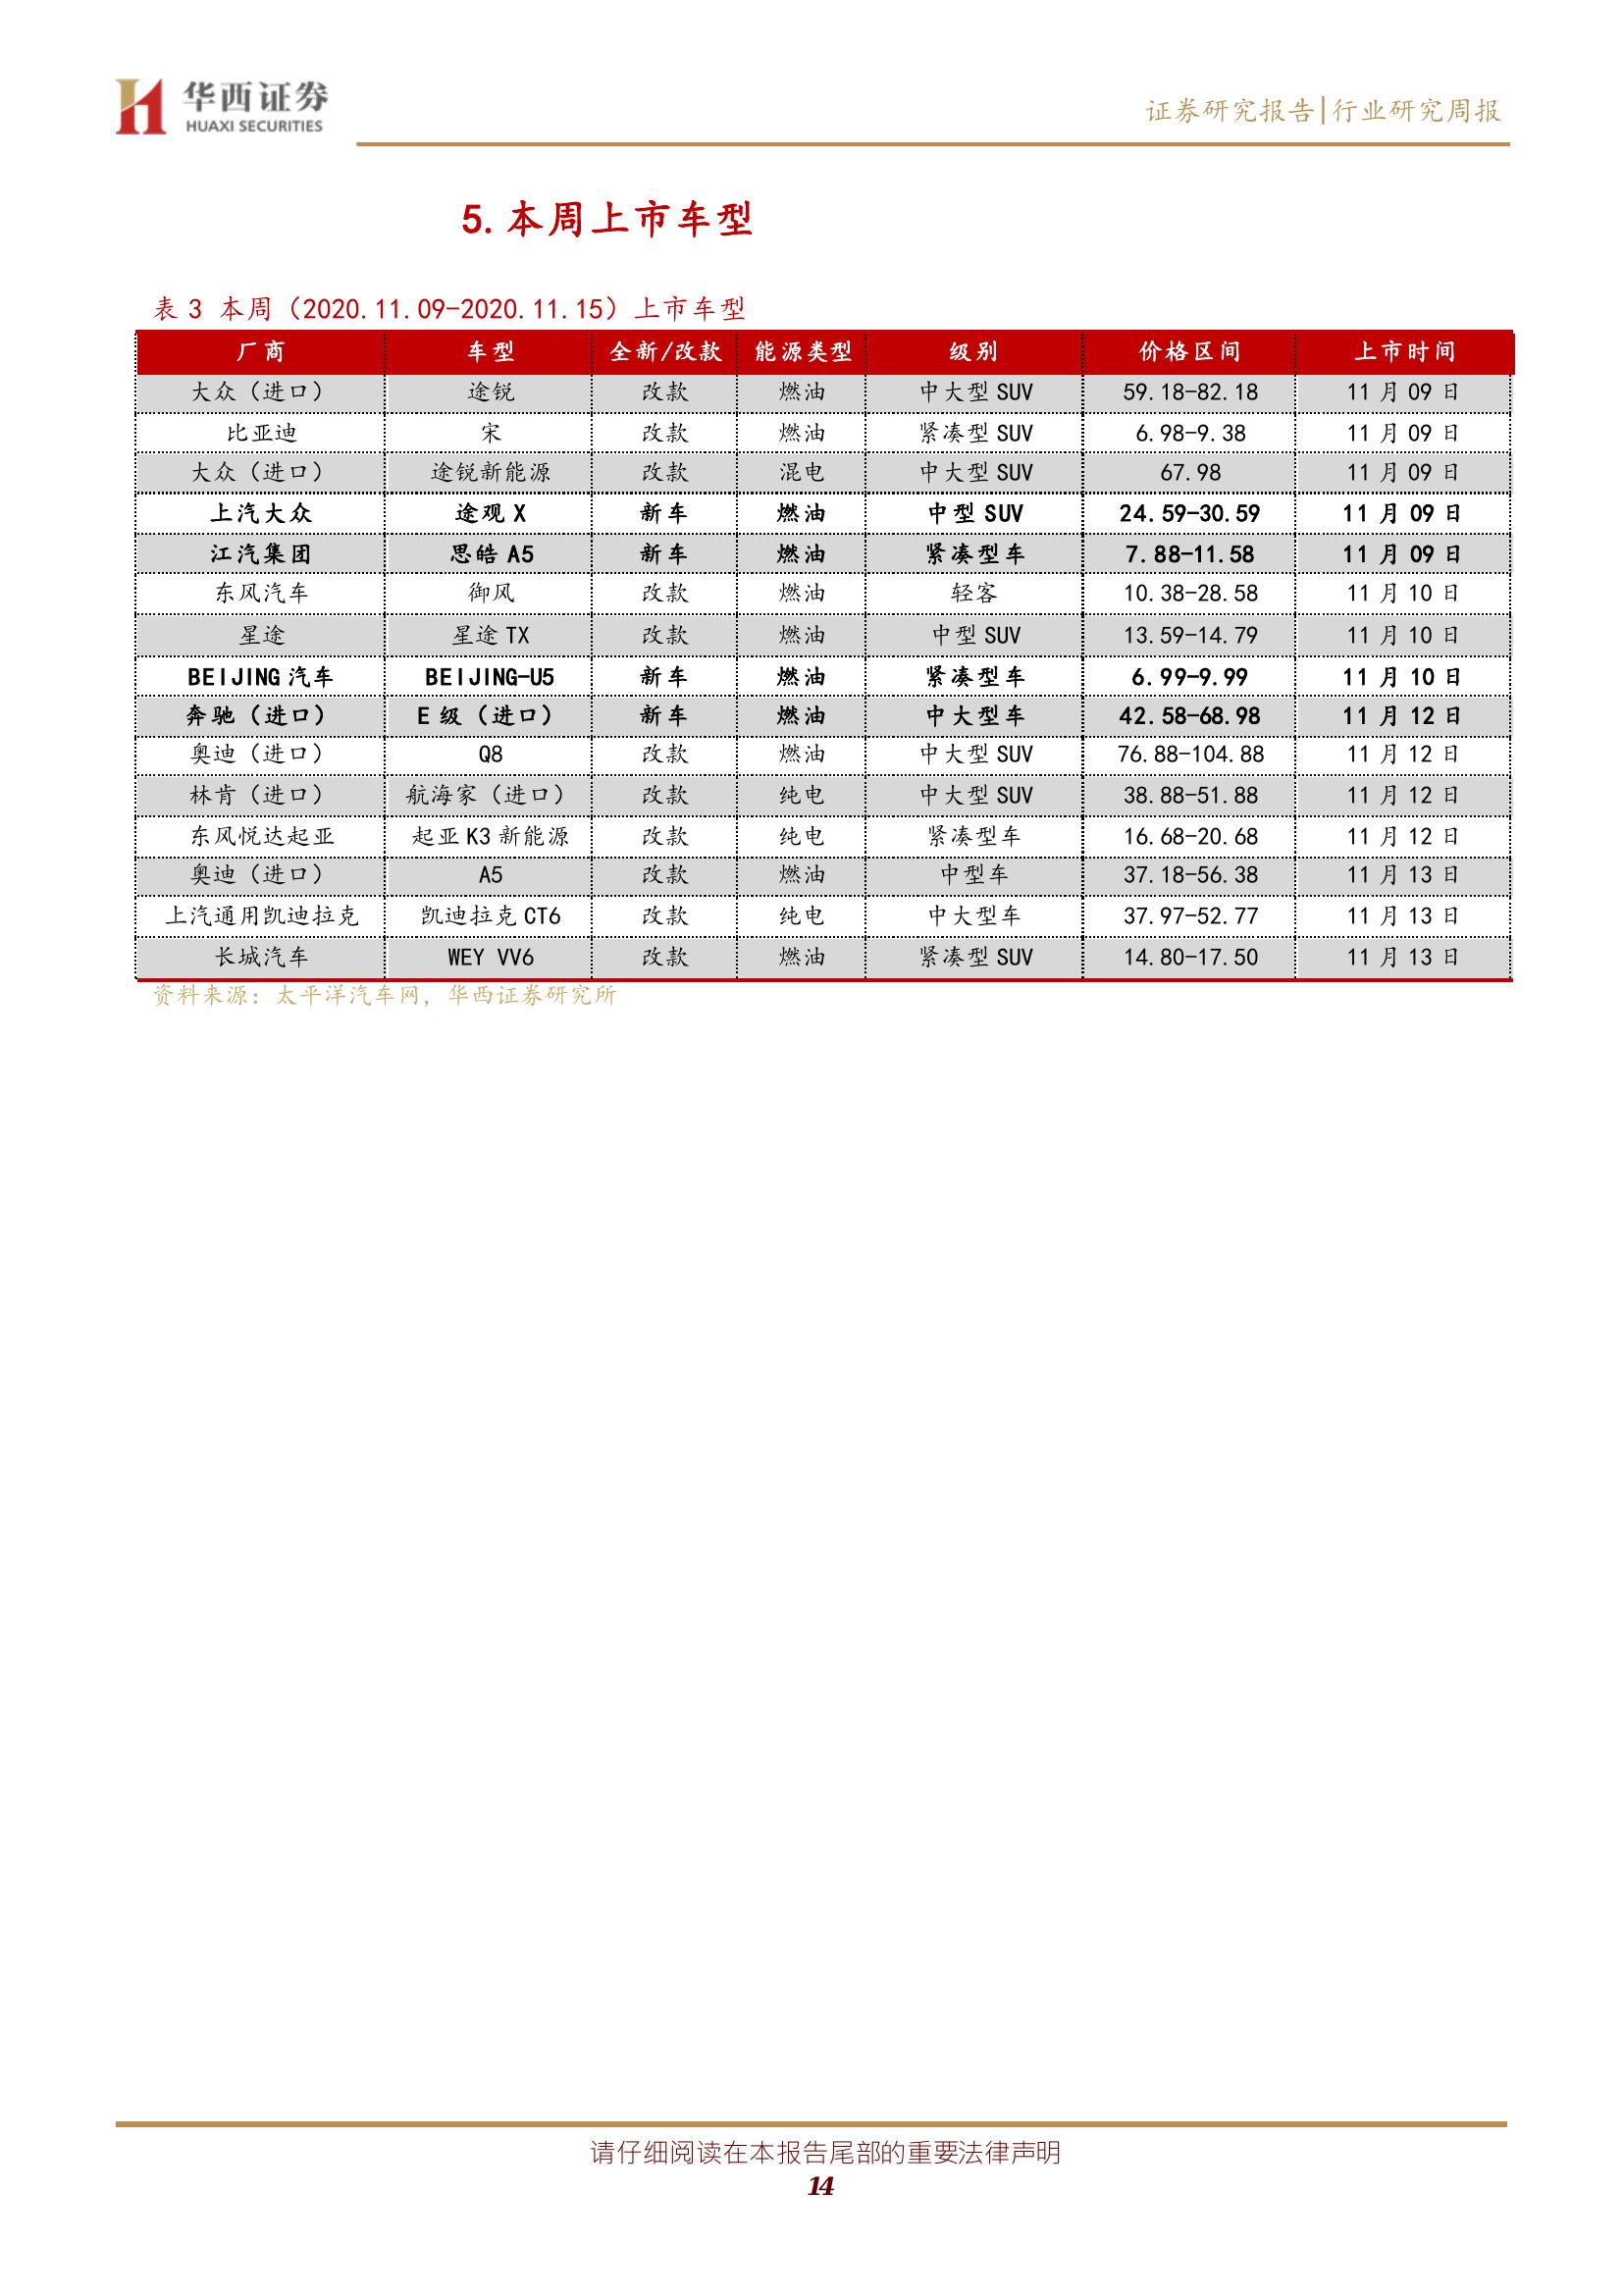 华西证券
HUAXI SECURITIES
证券研究报告|行业研究周报
5. 本周上市车型
表 3 本周（2020.11.09-2020.11.15）上市车型
厂商 车型 全新/改款 能源类型 级别 价格区间 上市时间
大众（进口） 途锐 改款 燃油 中大型 SUV 59.18-82.18 11 月 09 日
比亚迪 宋 改款 燃油 紧凑型 SUV 6.98-9.38 11 月 09 日
大众（进口） 途锐新能源 改款 混电 中大型 SUV 67.98 11 月 09 日
上汽大众 途观 X 新车 燃油 中型 SUV 24.59-30.59 11 月 09 日
江汽集团 思皓 A5 新车 燃油 紧凑型车 7.88-11.58 11 月 09 日
东风汽车 御风 改款 燃油 轻客 10.38-28.58 11 月 10 日
星途 星途 TX 改款 燃油 中型 SUV 13.59-14.79 11 月 10 日
BEIJING 汽车 BEIJING-U5 新车 燃油 紧凑型车 6.99-9.99 11 月 10 日
奔驰（进口） E 级（进口） 新车 燃油 中大型车 42.58-68.98 11 月 12 日
奥迪（进口） Q8 改款 燃油 中大型 SUV 76.88-104.88 11 月 12 日
林肯（进口） 航海家（进口） 改款 纯电 中大型 SUV 38.88-51.88 11 月 12 日
东风悦达起亚 起亚 K3 新能源 改款 纯电 紧凑型车 16.68-20.68 11 月 12 日
奥迪（进口） A5 改款 燃油 中型车 37.18-56.38 11 月 13 日
上汽通用凯迪拉克 凯迪拉克 CT6 改款 纯电 中大型车 37.97-52.77 11 月 13 日
长城汽车 WEY VV6 改款 燃油 紧凑型 SUV 14.80-17.50 11 月 13 日
资料来源：太平洋汽车网，华西证券研究所
请仔细阅读在本报告尾部的重要法律声明
14